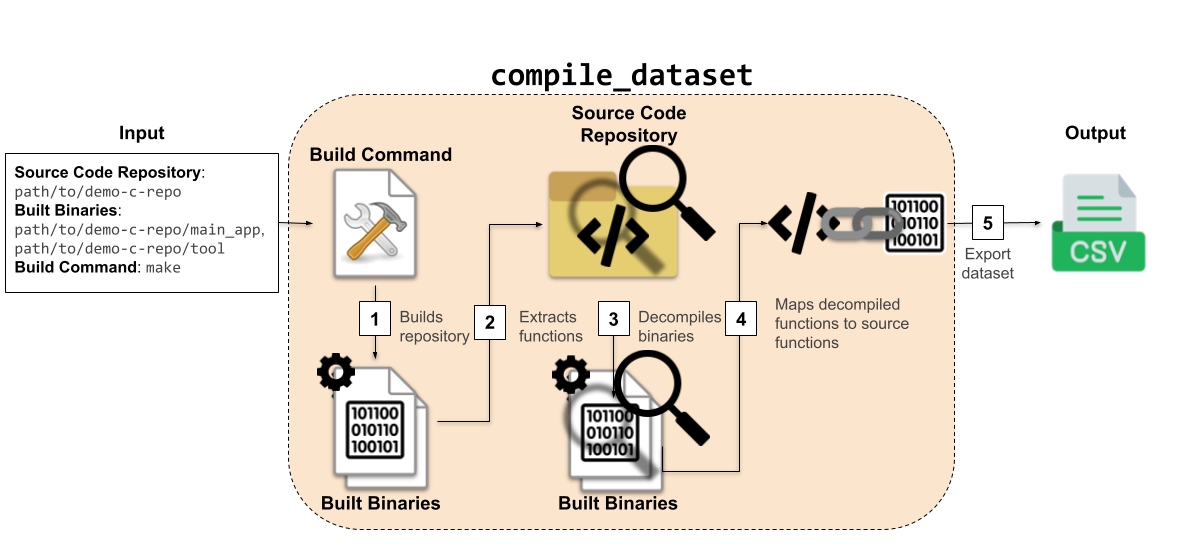 compile_dataset
Input
Source Code Repository:
path/to/demo-c-repo
Built Binaries:
path/to/demo-c-repo/main_app,
path/to/demo-c-repo/tool
Build Command: make
Build Command
1
Builds
repository
101100
010110
100101
Built Binaries
2
Extracts
functions
Source Code
Repository
</>
3
Decompiles
binaries
101100
010110
100101
Built Binaries
4
Maps decompiled
functions to source
functions
</>
101100
010110
100101
5
Export
dataset
Output
CSV